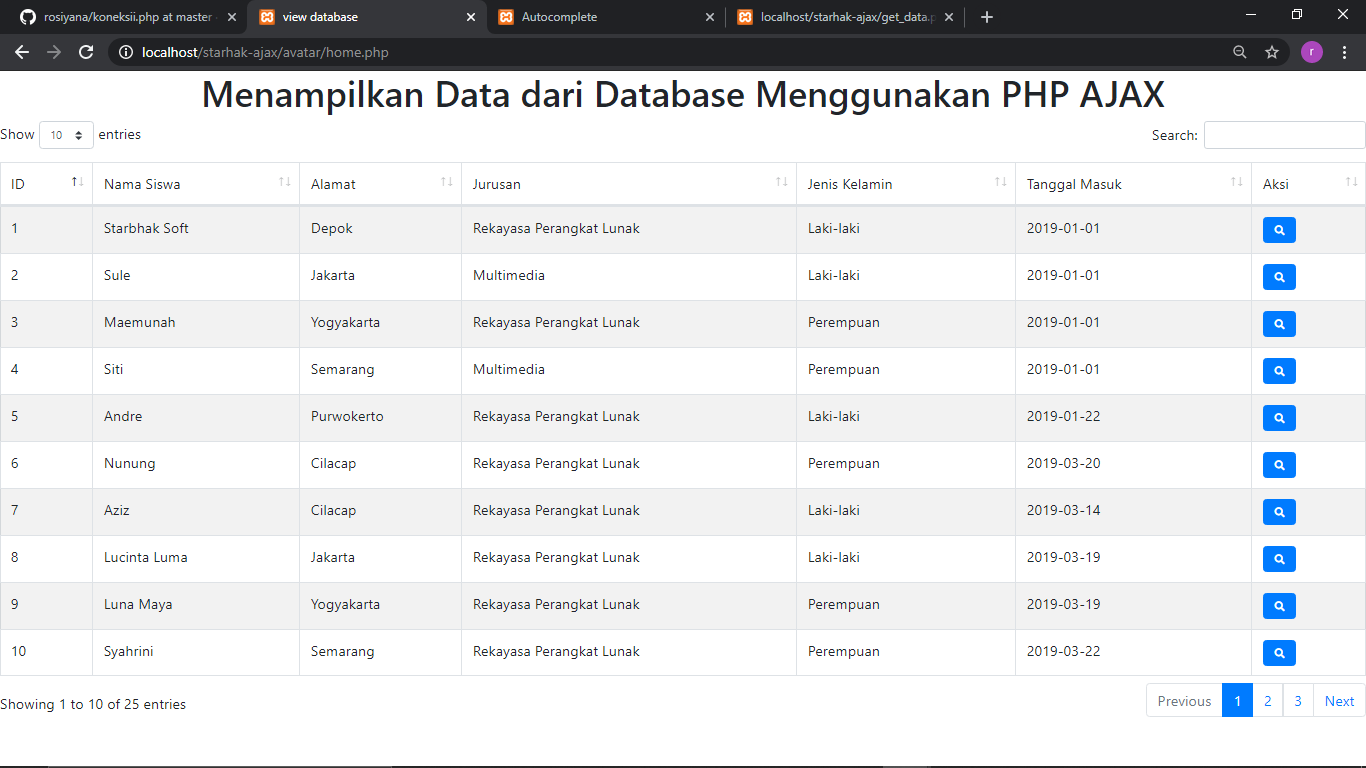 rosiyana/koneksii.php at master
view database
Autocomplete
localhost/starhak-ajax/get_data.p
localhost/starhak-ajax/avatar/home.php
r
Menampilkan Data dari Database Menggunakan PHP AJAX
Show 10 entries
Search:
ID Nama Siswa Alamat Jurusan Jenis Kelamin Tanggal Masuk Aksi
1 Starbhak Soft Depok Rekayasa Perangkat Lunak Laki-laki 2019-01-01
2 Sule Jakarta Multimedia Laki-laki 2019-01-01
3 Maemunah Yogyakarta Rekayasa Perangkat Lunak Perempuan 2019-01-01
4 Siti Semarang Multimedia Perempuan 2019-01-01
5 Andre Purwokerto Rekayasa Perangkat Lunak Laki-laki 2019-01-22
6 Nunung Cilacap Rekayasa Perangkat Lunak Perempuan 2019-03-20
7 Aziz Cilacap Rekayasa Perangkat Lunak Laki-laki 2019-03-14
8 Lucinta Luma Jakarta Rekayasa Perangkat Lunak Laki-laki 2019-03-19
9 Luna Maya Yogyakarta Rekayasa Perangkat Lunak Perempuan 2019-03-19
10 Syahrini Semarang Rekayasa Perangkat Lunak Perempuan 2019-03-22
Showing 1 to 10 of 25 entries
Previous 1 2 3 Next